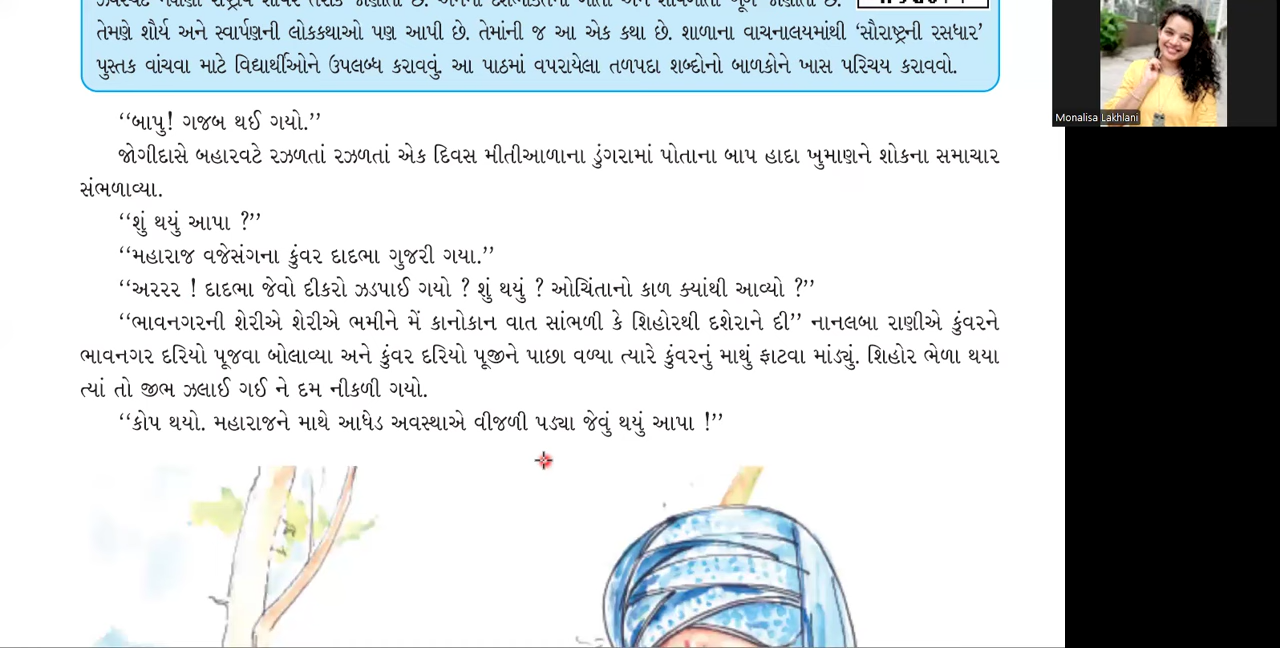 તેમણે શૌર્ય અને સ્વાર્પણની લોકકથાઓ પણ આપી છે. તેમાંની જ આ એક કથા છે. શાળાના વાચનાલયમાંથી ‘સૌરાષ્ટ્રની રસધાર’
પુસ્તક વાંચવા માટે વિદ્યાર્થીઓને ઉપલબ્ધ કરાવવું. આ પાઠમાં વપરાયેલા તળપદા શબ્દોનો બાળકોને ખાસ પરિચય કરાવવો.
Monalisa Lakhlani
‘‘બાપુ! ગજબ થઈ ગયો.’’
જોગીદાસે બહારવટે રઝળતાં રઝળતાં એક દિવસ મીતીઆળાના ડુંગરામાં પોતાના બાપ હાદા ખુમાણને શોકના સમાચાર
સંભળાવ્યા.
‘‘શું થયું આપા ?’’
‘‘મહારાજ વજેસંગના કુંવર દાદભા ગુજરી ગયા.’’
‘‘અરરર ! દાદભા જેવો દીકરો ઝડપાઈ ગયો ? શું થયું ? ઓચિંતાનો કાળ ક્યાંથી આવ્યો ?’’
‘‘ભાવનગરની શેરીએ શેરીએ ભમીને મેં કાનોકાન વાત સાંભળી કે શિહોરથી દશેરાને દી’’ નાનલબા રાણીએ કુંવરને
ભાવનગર દરિયો પૂજવા બોલાવ્યા અને કુંવર દરિયો પૂજીને પાછા વળ્યા ત્યારે કુંવરનું માથું ફાટવા માંડ્યું. શિહોર ભેળા થયા
ત્યાં તો જીભ ઝલાઈ ગઈ ને દમ નીકળી ગયો.
‘‘કોપ થયો. મહારાજને માથે આધેડ અવસ્થાએ વીજળી પડ્યા જેવું થયું આપા !’’